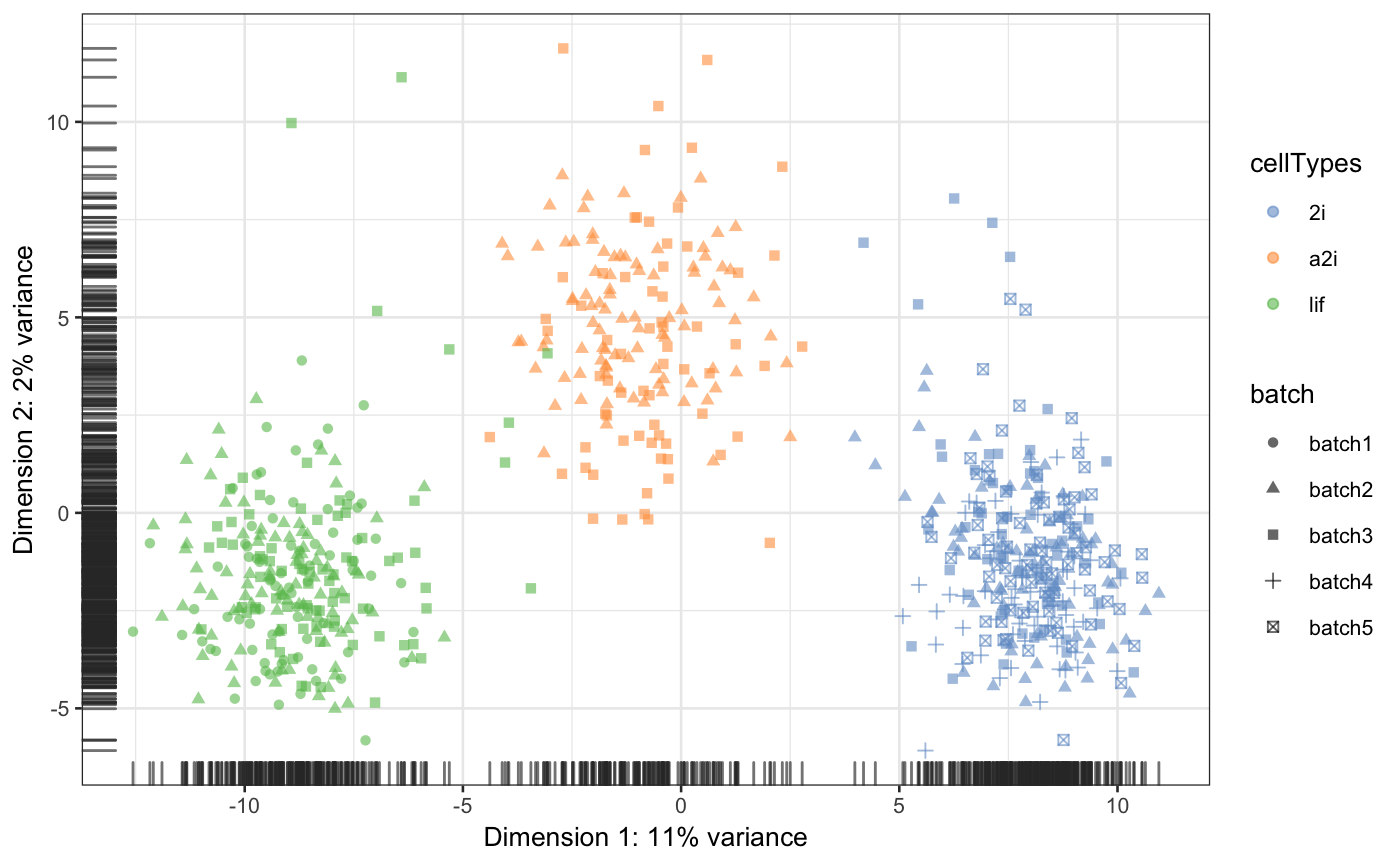 Dimension 2: 2% variance
10
5
0
-5
-10
-5
0
5
10
Dimension 1: 11% variance
cellTypes
2i
a2i
lif
batch
batch1
batch2
batch3
batch4
batch5